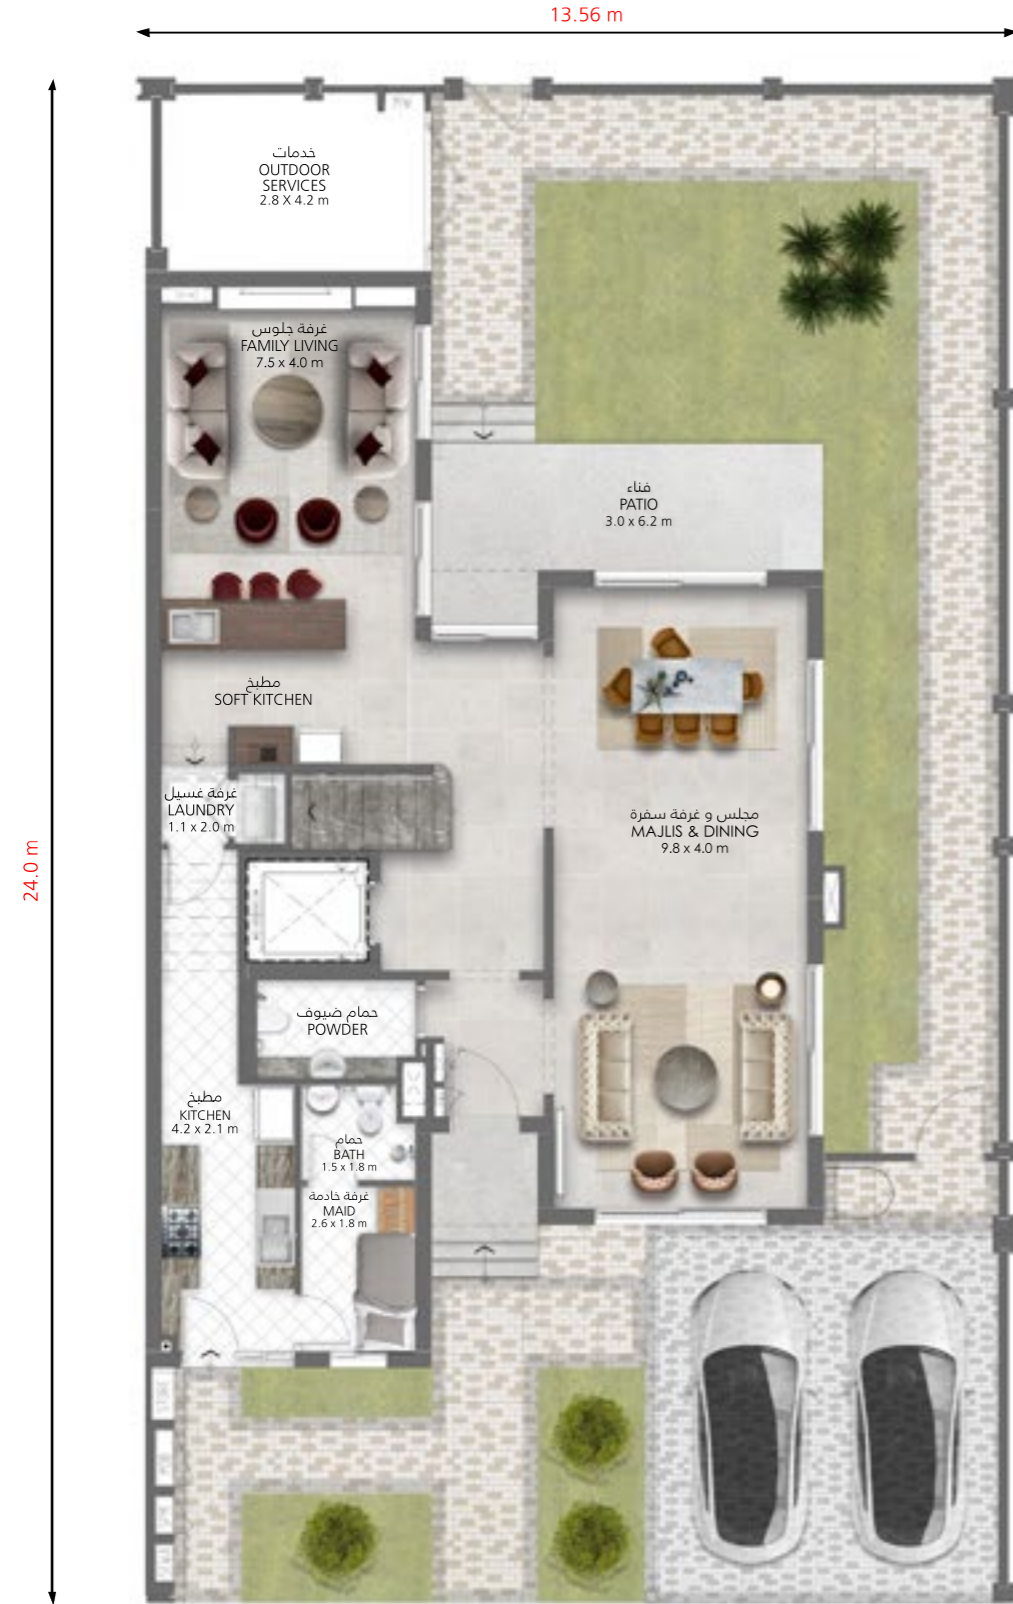 13.56 m
خدمات
OUTDOOR
SERVICES
2.8 X 4.2 m
غرفة جلوس
FAMILY LIVING
7.5 x 4.0 m
فناء
PATIO
3.0 x 6.2 m
مطبخ
SOFT KITCHEN
غرفة غسيل
LAUNDRY
1.1 x 2.0 m
مجلس و غرفة سفرة
MAJLIS & DINING
9.8 x 4.0 m
24.0 m
حمام ضيوف
POWDER
مطبخ
KITCHEN
4.2 x 2.1 m
حمام
BATH
1.5 x 1.8 m
غرفة خادمة
MAID
2.6 x 1.8 m